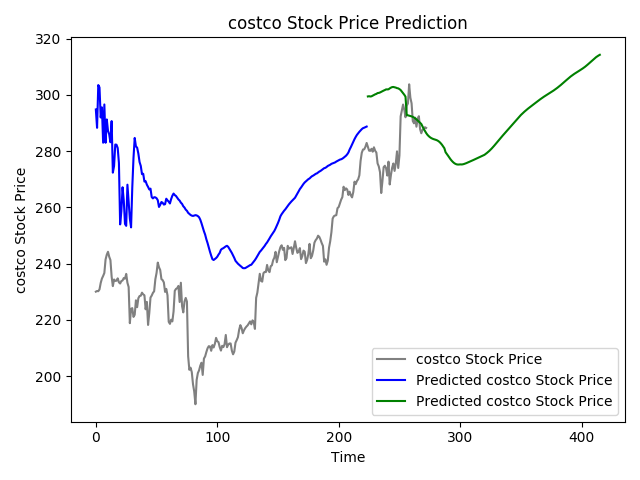 costco Stock Price Prediction
costco Stock Price
320
300
280
260
240
220
200
0
100
200
300
400
Time
costco Stock Price
Predicted costco Stock Price
Predicted costco Stock Price